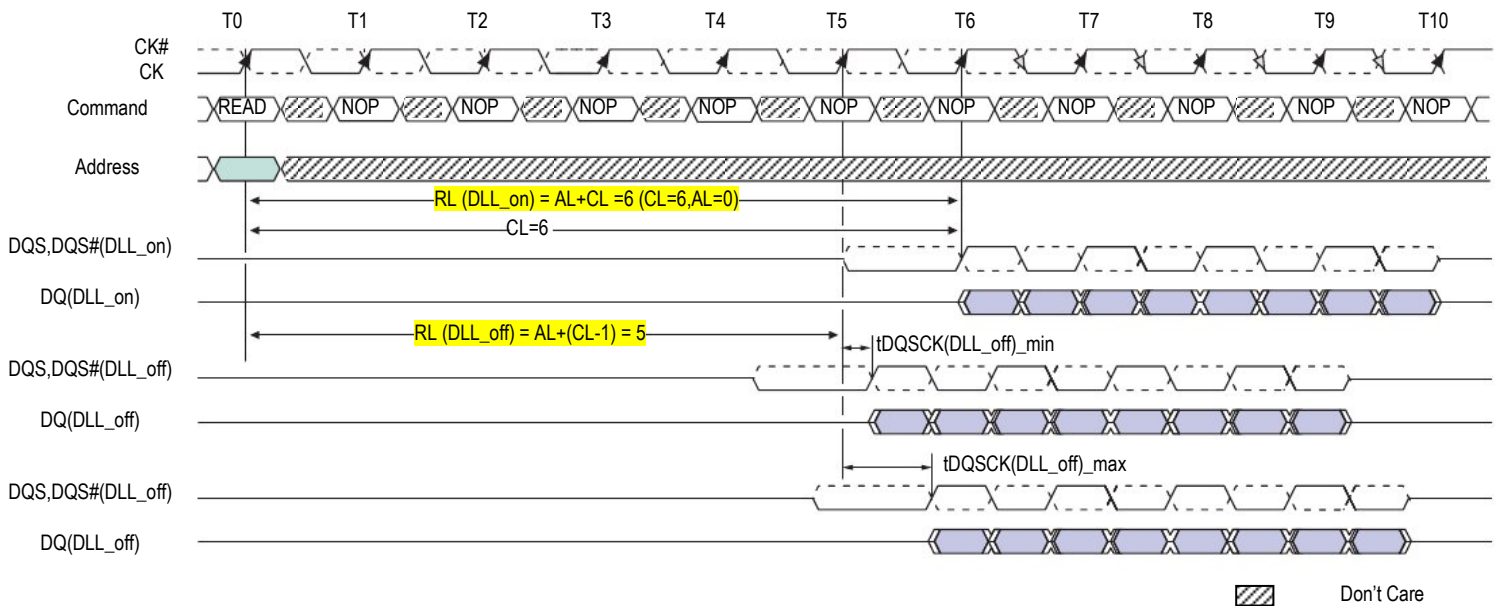 T0 T1 T2 T3 T4 T5 T6 T7 T8 T9 T10
CK#
CK
Command READ NOP NOP NOP NOP NOP NOP NOP NOP NOP NOP
Address
RL (DLL_on) = AL+CL =6 (CL=6,AL=0)
CL=6
DQS,DQS#(DLL_on)
DQ(DLL_on)
RL (DLL_off) = AL+(CL-1) = 5
tDQSCK(DLL_off)_min
DQS,DQS#(DLL_off)
DQ(DLL_off)
tDQSCK(DLL_off)_max
DQS,DQS#(DLL_off)
DQ(DLL_off)
Don't Care